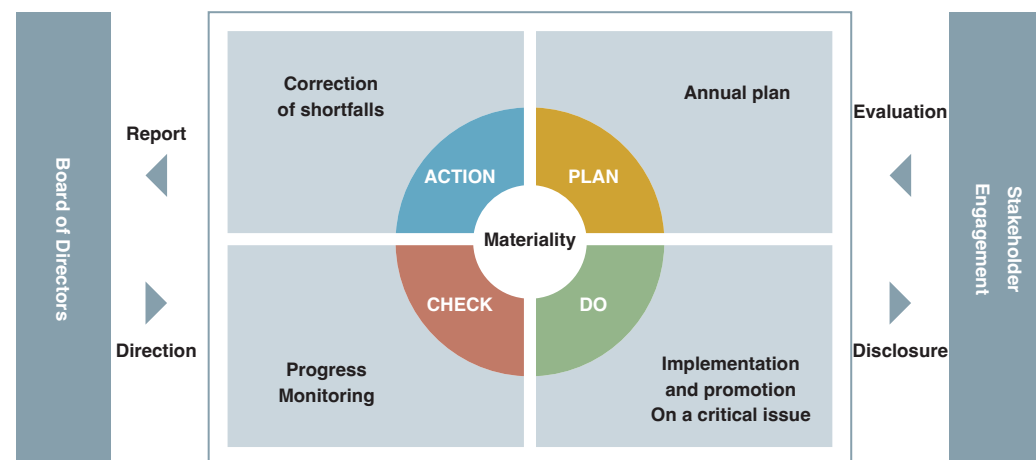 Board of Directors
Report
Direction
Correction
of shortfalls
ACTION
Annual plan
PLAN
Materiality
CHECK
Progress
Monitoring
DO
Implementation
and promotion
On a critical issue
Evaluation
Disclosure
Stakeholder
Engagement